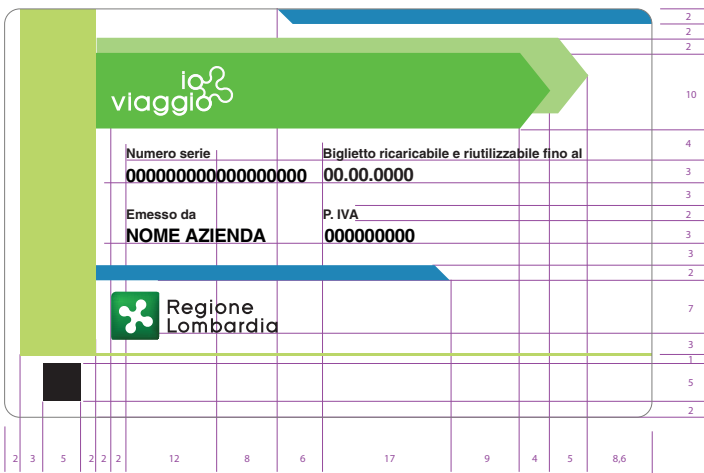 2
2
2
io
viaggio
10
4
Numero serie Biglietto ricaricabile e riutilizzabile fino al
000000000000000000 00.00.0000
3
3
Emesso da P. IVA
2
NOME AZIENDA 000000000
3
3
2
Regione
Lombardia
7
3
1
5
2
2 3 5 2 2 2 12 8 6 17 9 4 5 8,6